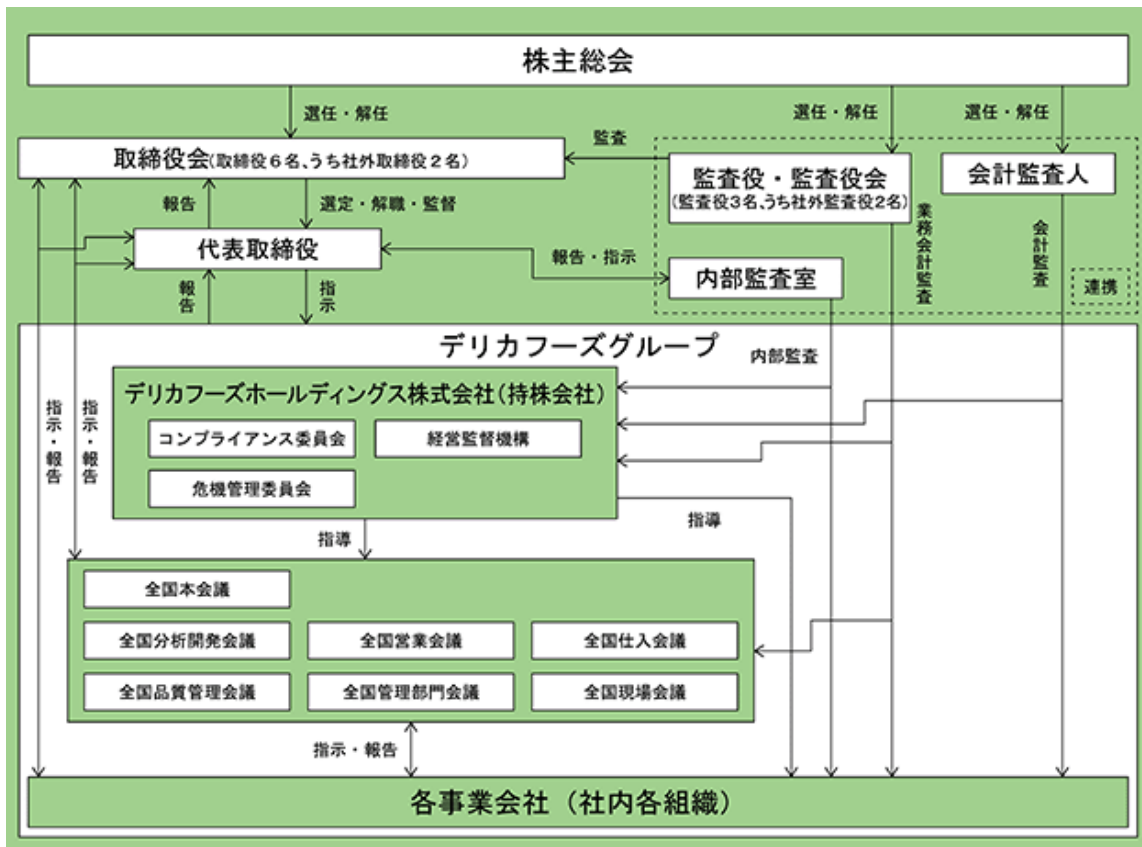 株主総会
選任・解任
選任・解任
選任・解任
監査
取締役会(取締役6名、うち社外取締役2名)
監査役・監査役会
(監査役3名、うち社外監査役2名)
会計監査人
報告
選定・解職・監督
業務会計監査
会計監査
代表取締役
報告・指示
内部監査室
連携
報告
指示
デリカフーズグループ
内部監査
デリカフーズホールディングス株式会社(持株会社)
指示・報告
指示・報告
コンプライアンス委員会
経営監督機構
危機管理委員会
指導
指導
全国本会議
全国分析開発会議
全国営業会議
全国仕入会議
全国品質管理会議
全国管理部門会議
全国現場会議
指示・報告
各事業会社(社内各組織)